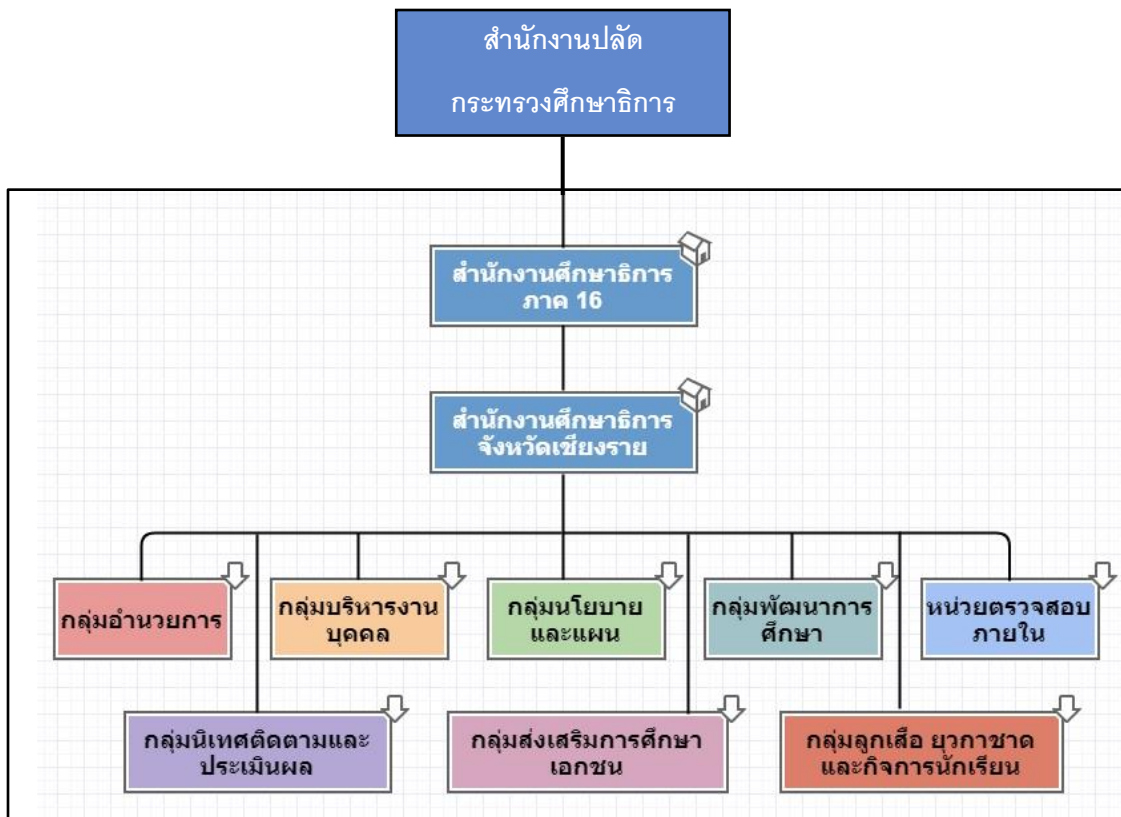 สำนักงานปลัด
กระทรวงศึกษาธิการ
สำนักงานศึกษาธิการ
ภาค 16
สำนักงานศึกษาธิการ
จังหวัดเชียงราย
กลุ่มอำนวยการ
กลุ่มบริหารงาน
บุคคล
กลุ่มนโยบาย
และแผน
กลุ่มพัฒนาการ
ศึกษา
หน่วยตรวจสอบ
ภายใน
กลุ่มนิเทศติดตามและ
ประเมินผล
กลุ่มส่งเสริมการศึกษา
เอกชน
กลุ่มลูกเสือ ยุวกาชาด
และกิจการนักเรียน